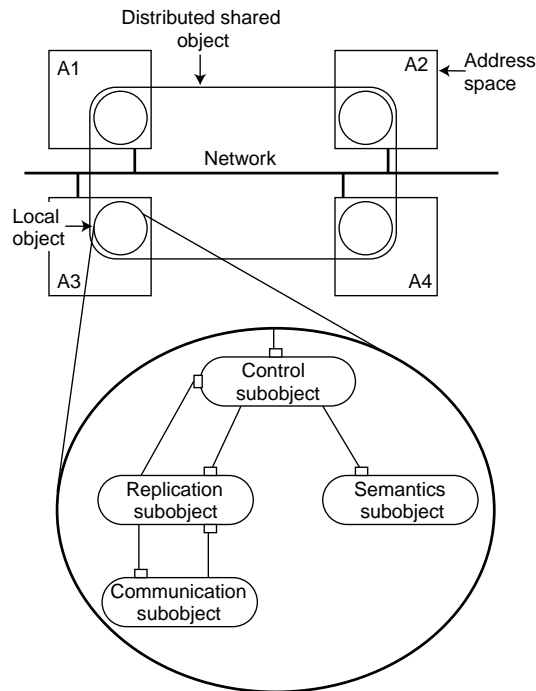 Distributed shared
object
A1
A2
Address
space
Network
Local
object
A3
A4
Control
subobject
Replication
subobject
Semantics
subobject
Communication
subobject